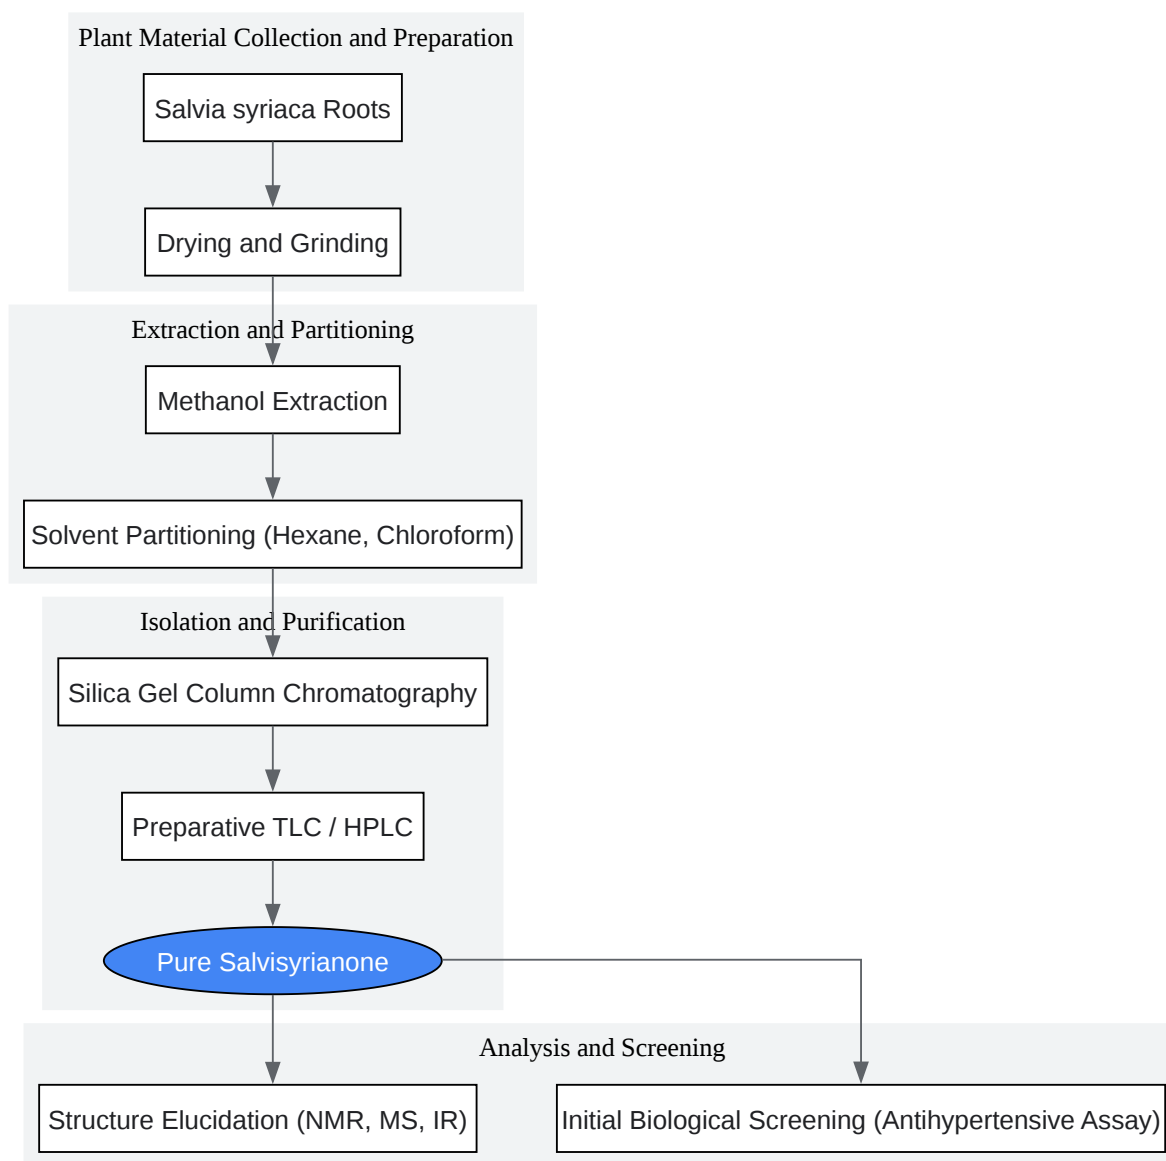 Plant Material Collection and Preparation
Salvia syriaca Roots
Drying and Grinding
Extraction and Partitioning
Methanol Extraction
Solvent Partitioning (Hexane, Chloroform)
Isolation and Purification
Silica Gel Column Chromatography
Preparative TLC / HPLC
Pure Salvisyrianone
Analysis and Screening
Structure Elucidation (NMR, MS, IR)
Initial Biological Screening (Antihypertensive Assay)